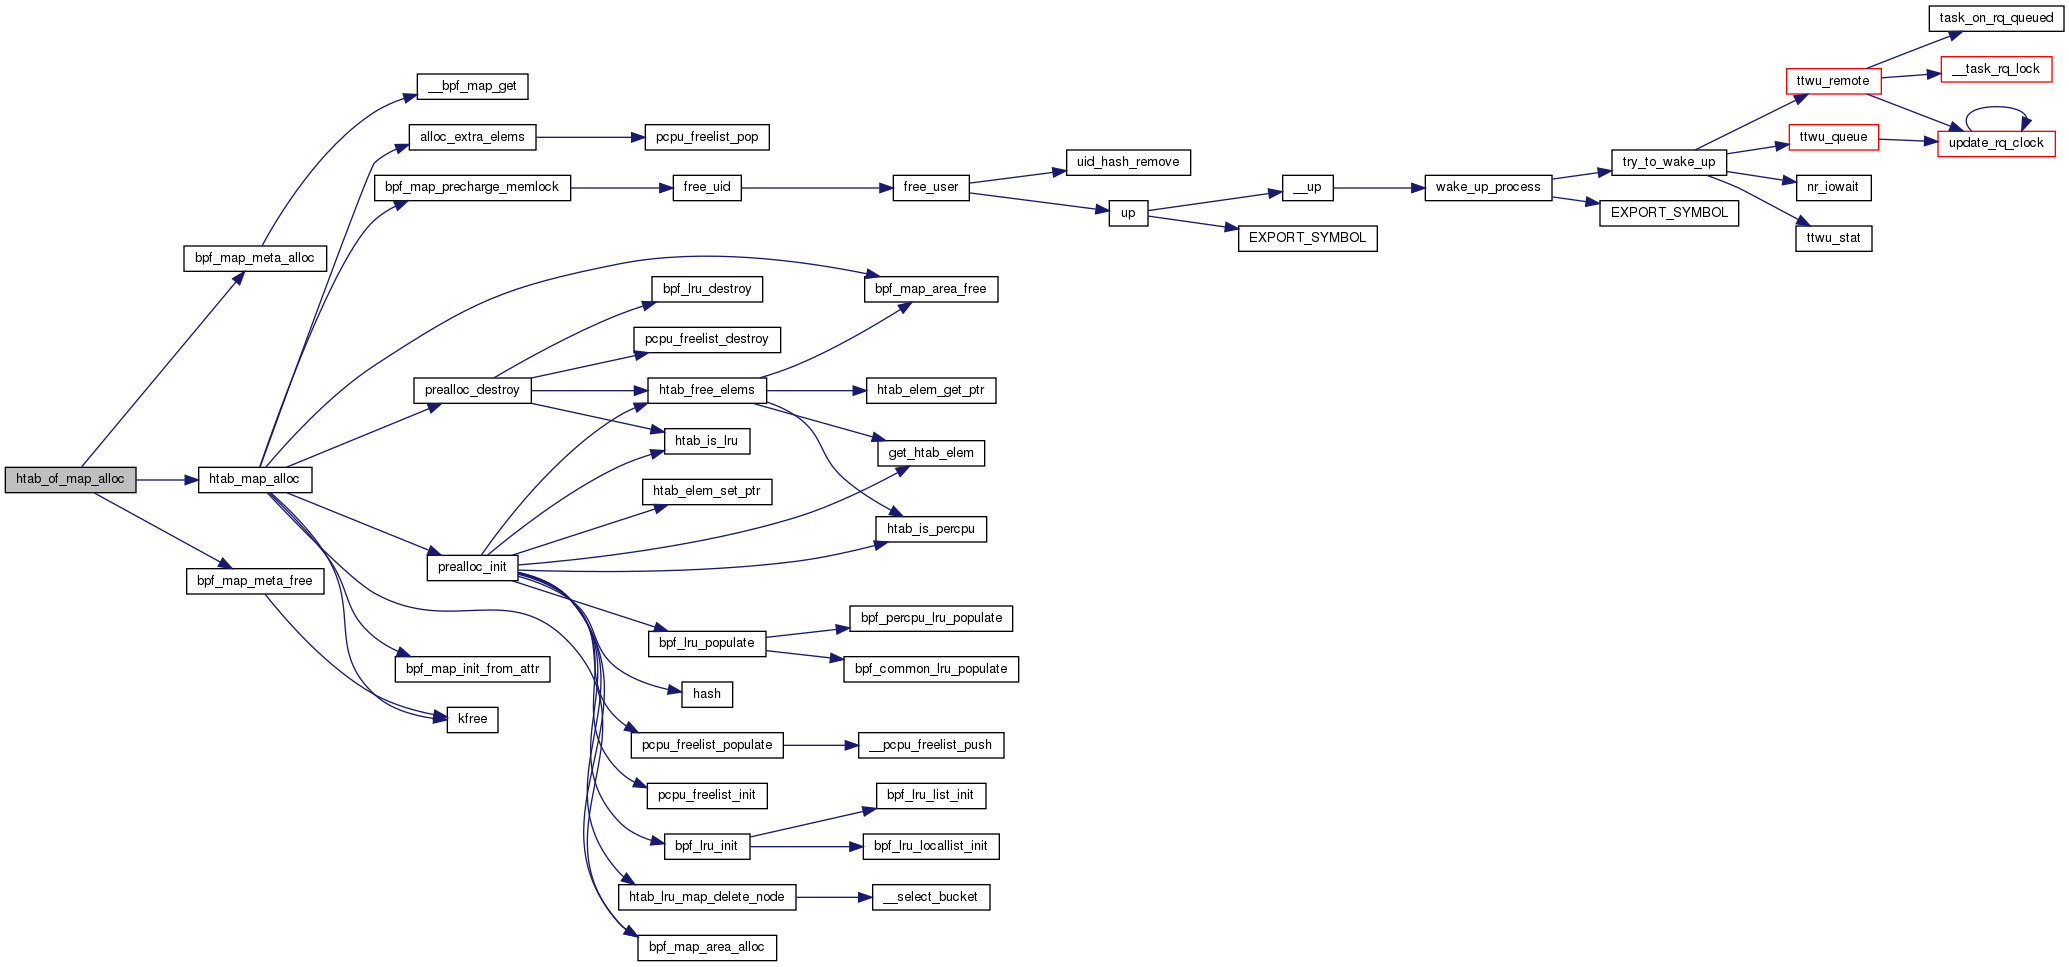 task_on_rq_queued
__task_rq_lock
ttwu_remote
__bpf_map_get
alloc_extra_elems
pcpu_freelist_pop
ttwu_queue
update_rq_clock
uid_hash_remove
try_to_wake_up
bpf_map_precharge_memlock
free_uid
free_user
__up
wake_up_process
nr_iowait
up
EXPORT_SYMBOL
EXPORT_SYMBOL
ttwu_stat
bpf_map_meta_alloc
bpf_lru_destroy
bpf_map_area_free
pcpu_freelist_destroy
prealloc_destroy
htab_free_elems
htab_elem_get_ptr
htab_is_lru
get_htab_elem
htab_of_map_alloc
htab_map_alloc
htab_elem_set_ptr
htab_is_percpu
prealloc_init
bpf_map_meta_free
bpf_percpu_lru_populate
bpf_lru_populate
bpf_map_init_from_attr
bpf_common_lru_populate
hash
kfree
pcpu_freelist_populate
__pcpu_freelist_push
pcpu_freelist_init
bpf_lru_list_init
bpf_lru_init
bpf_lru_locallist_init
htab_lru_map_delete_node
__select_bucket
bpf_map_area_alloc